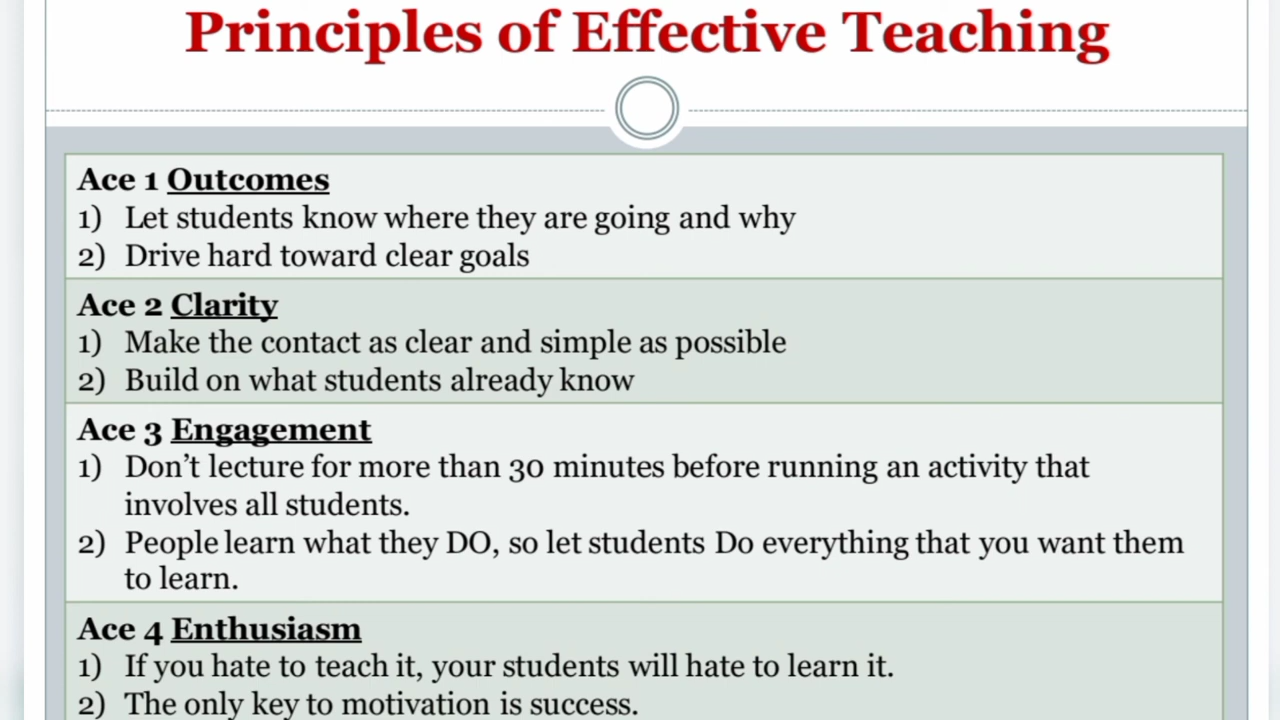 Principles of Effective Teaching
Ace 1 Outcomes
1) Let students know where they are going and why
2) Drive hard toward clear goals
Ace 2 Clarity
1) Make the contact as clear and simple as possible
2) Build on what students already know
Ace 3 Engagement
1) Don’t lecture for more than 30 minutes before running an activity that
involves all students.
2) People learn what they DO, so let students Do everything that you want them
to learn.
Ace 4 Enthusiasm
1) If you hate to teach it, your students will hate to learn it.
2) The only key to motivation is success.